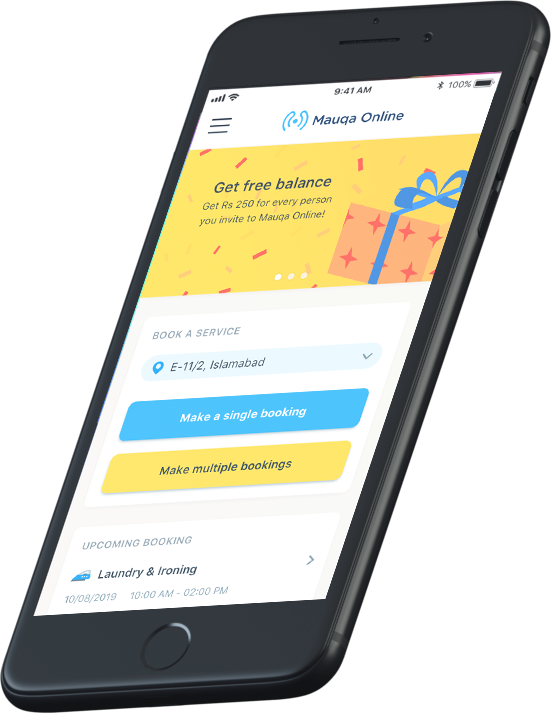 9:41 AM
100%
Mauqa Online
Get free balance
Get Rs 250 for every person
you invite to Mauqa Online!
BOOK A SERVICE
E-11/2, Islamabad
Make a single booking
Make multiple bookings
UPCOMING BOOKING
Laundry & Ironing
10/08/2019 10:00 AM - 02:00 PM